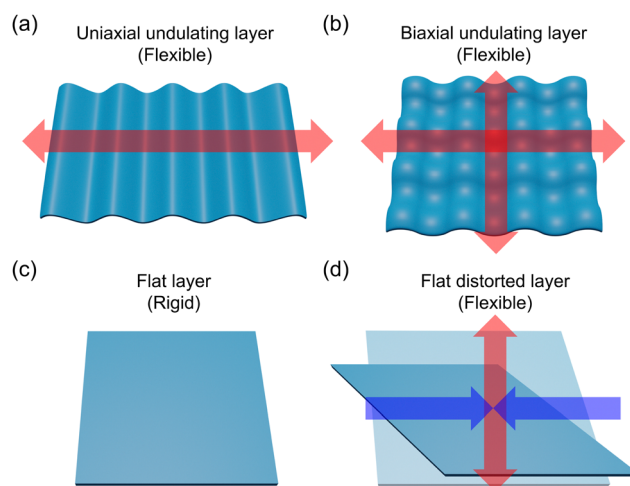 (a)
Uniaxial undulating layer
(Flexible)
(b)
Biaxial undulating layer
(Flexible)
(c)
Flat layer
(Rigid)
(d)
Flat distorted layer
(Flexible)